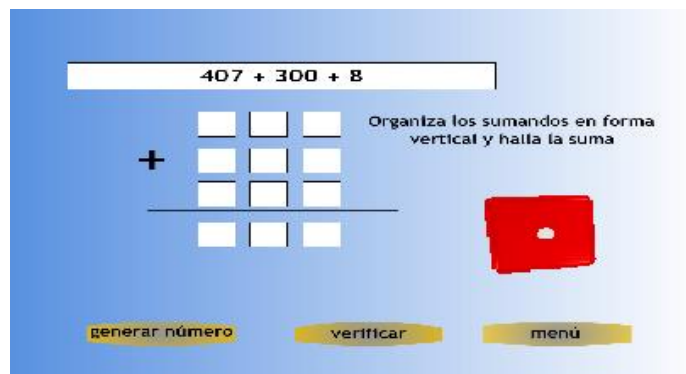 407 + 300 + 8
Organiza los sumandos en forma
vertical y halla la suma
+
generar número
verificar
menú